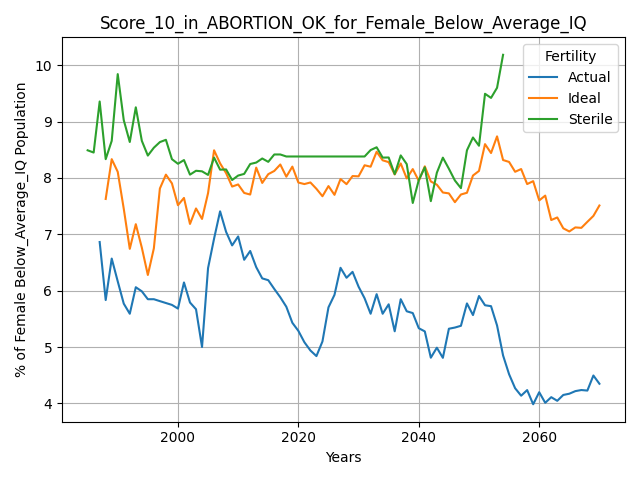 Score_10_in_ABORTION_OK_for_Female_Below_Average_IQ
% of Female Below_Average_IQ Population
10
9
8
7
6
5
4
Fertility
Actual
Ideal
Sterile
2000
2020
2040
2060
Years